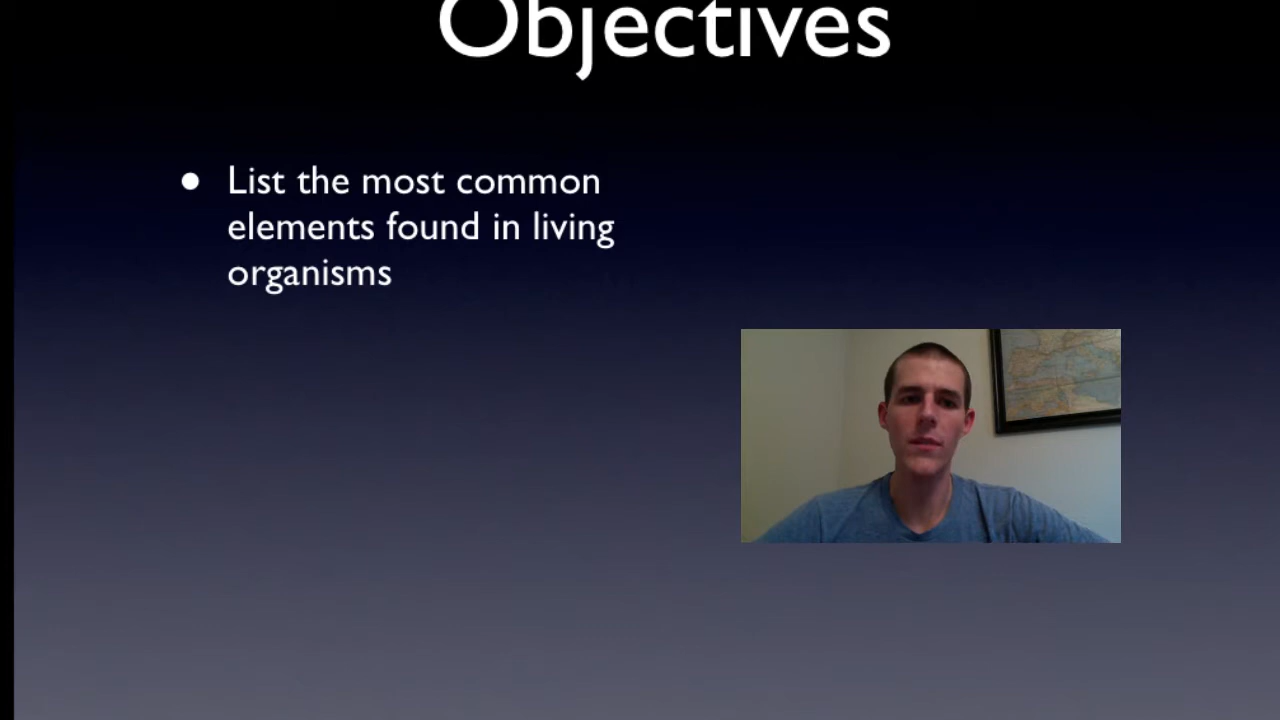 Objectives
• List the most common
elements found in living
organisms